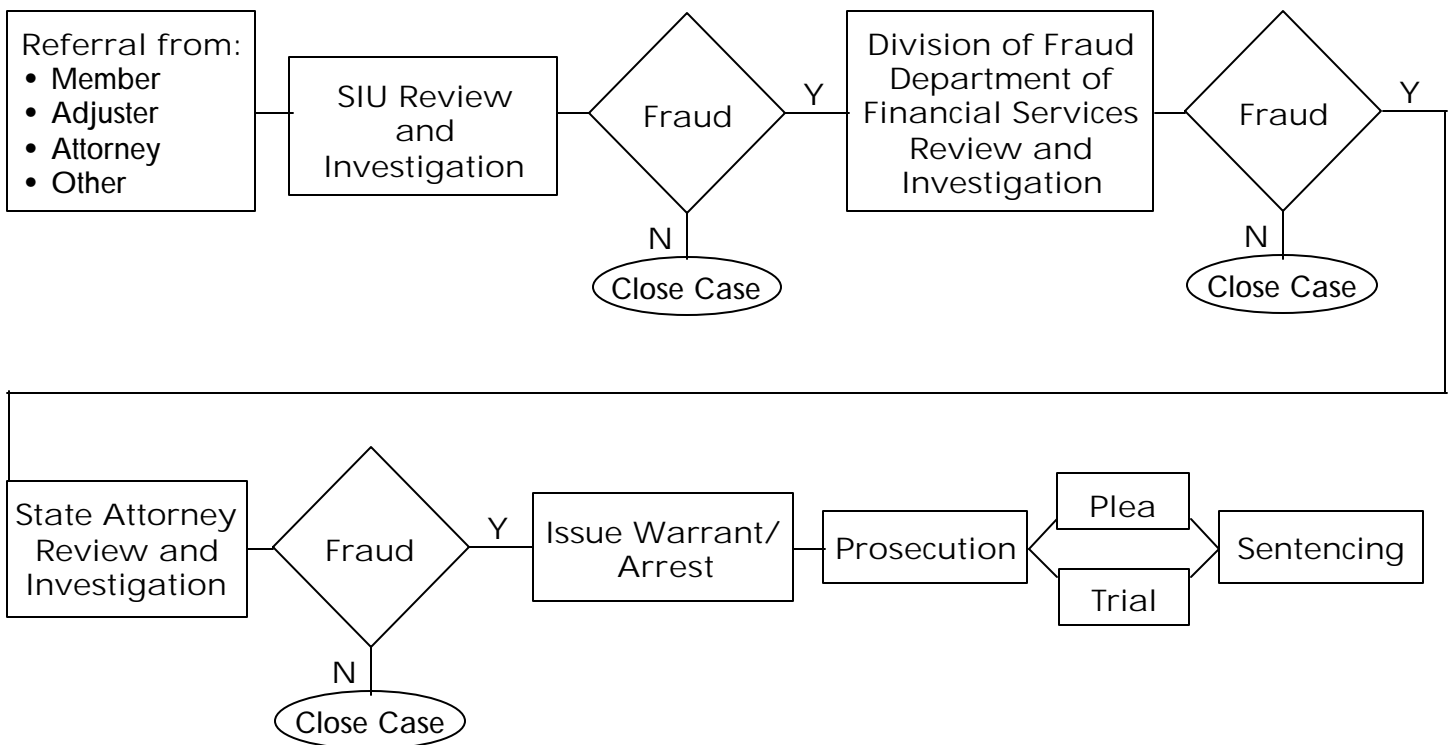 Referral from:
• Member
• Adjuster
• Attorney
• Other
SIU Review
and
Investigation
Fraud
Y
N
Close Case
Division of Fraud
Department of
Financial Services
Review and
Investigation
Fraud
Y
N
Close Case
State Attorney
Review and
Investigation
Fraud
Y
N
Close Case
Issue Warrant/
Arrest
Prosecution
Plea
Trial
Sentencing